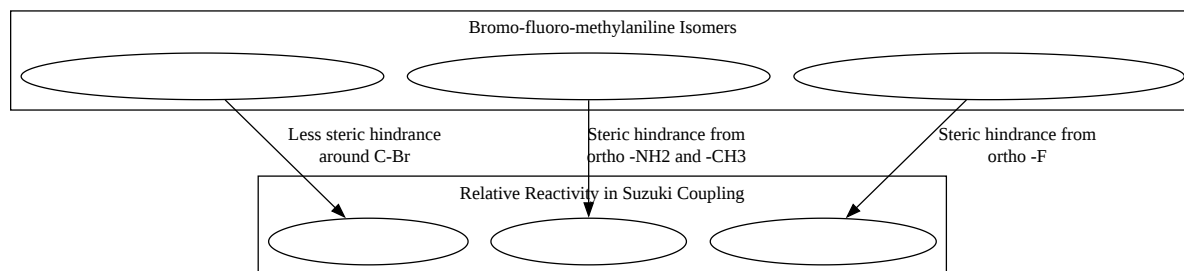 Bromo-fluoro-methylaniline Isomers
Less steric hindrance
around C-Br
Steric hindrance from
ortho -NH2 and -CH3
Steric hindrance from
ortho -F
Relative Reactivity in Suzuki Coupling